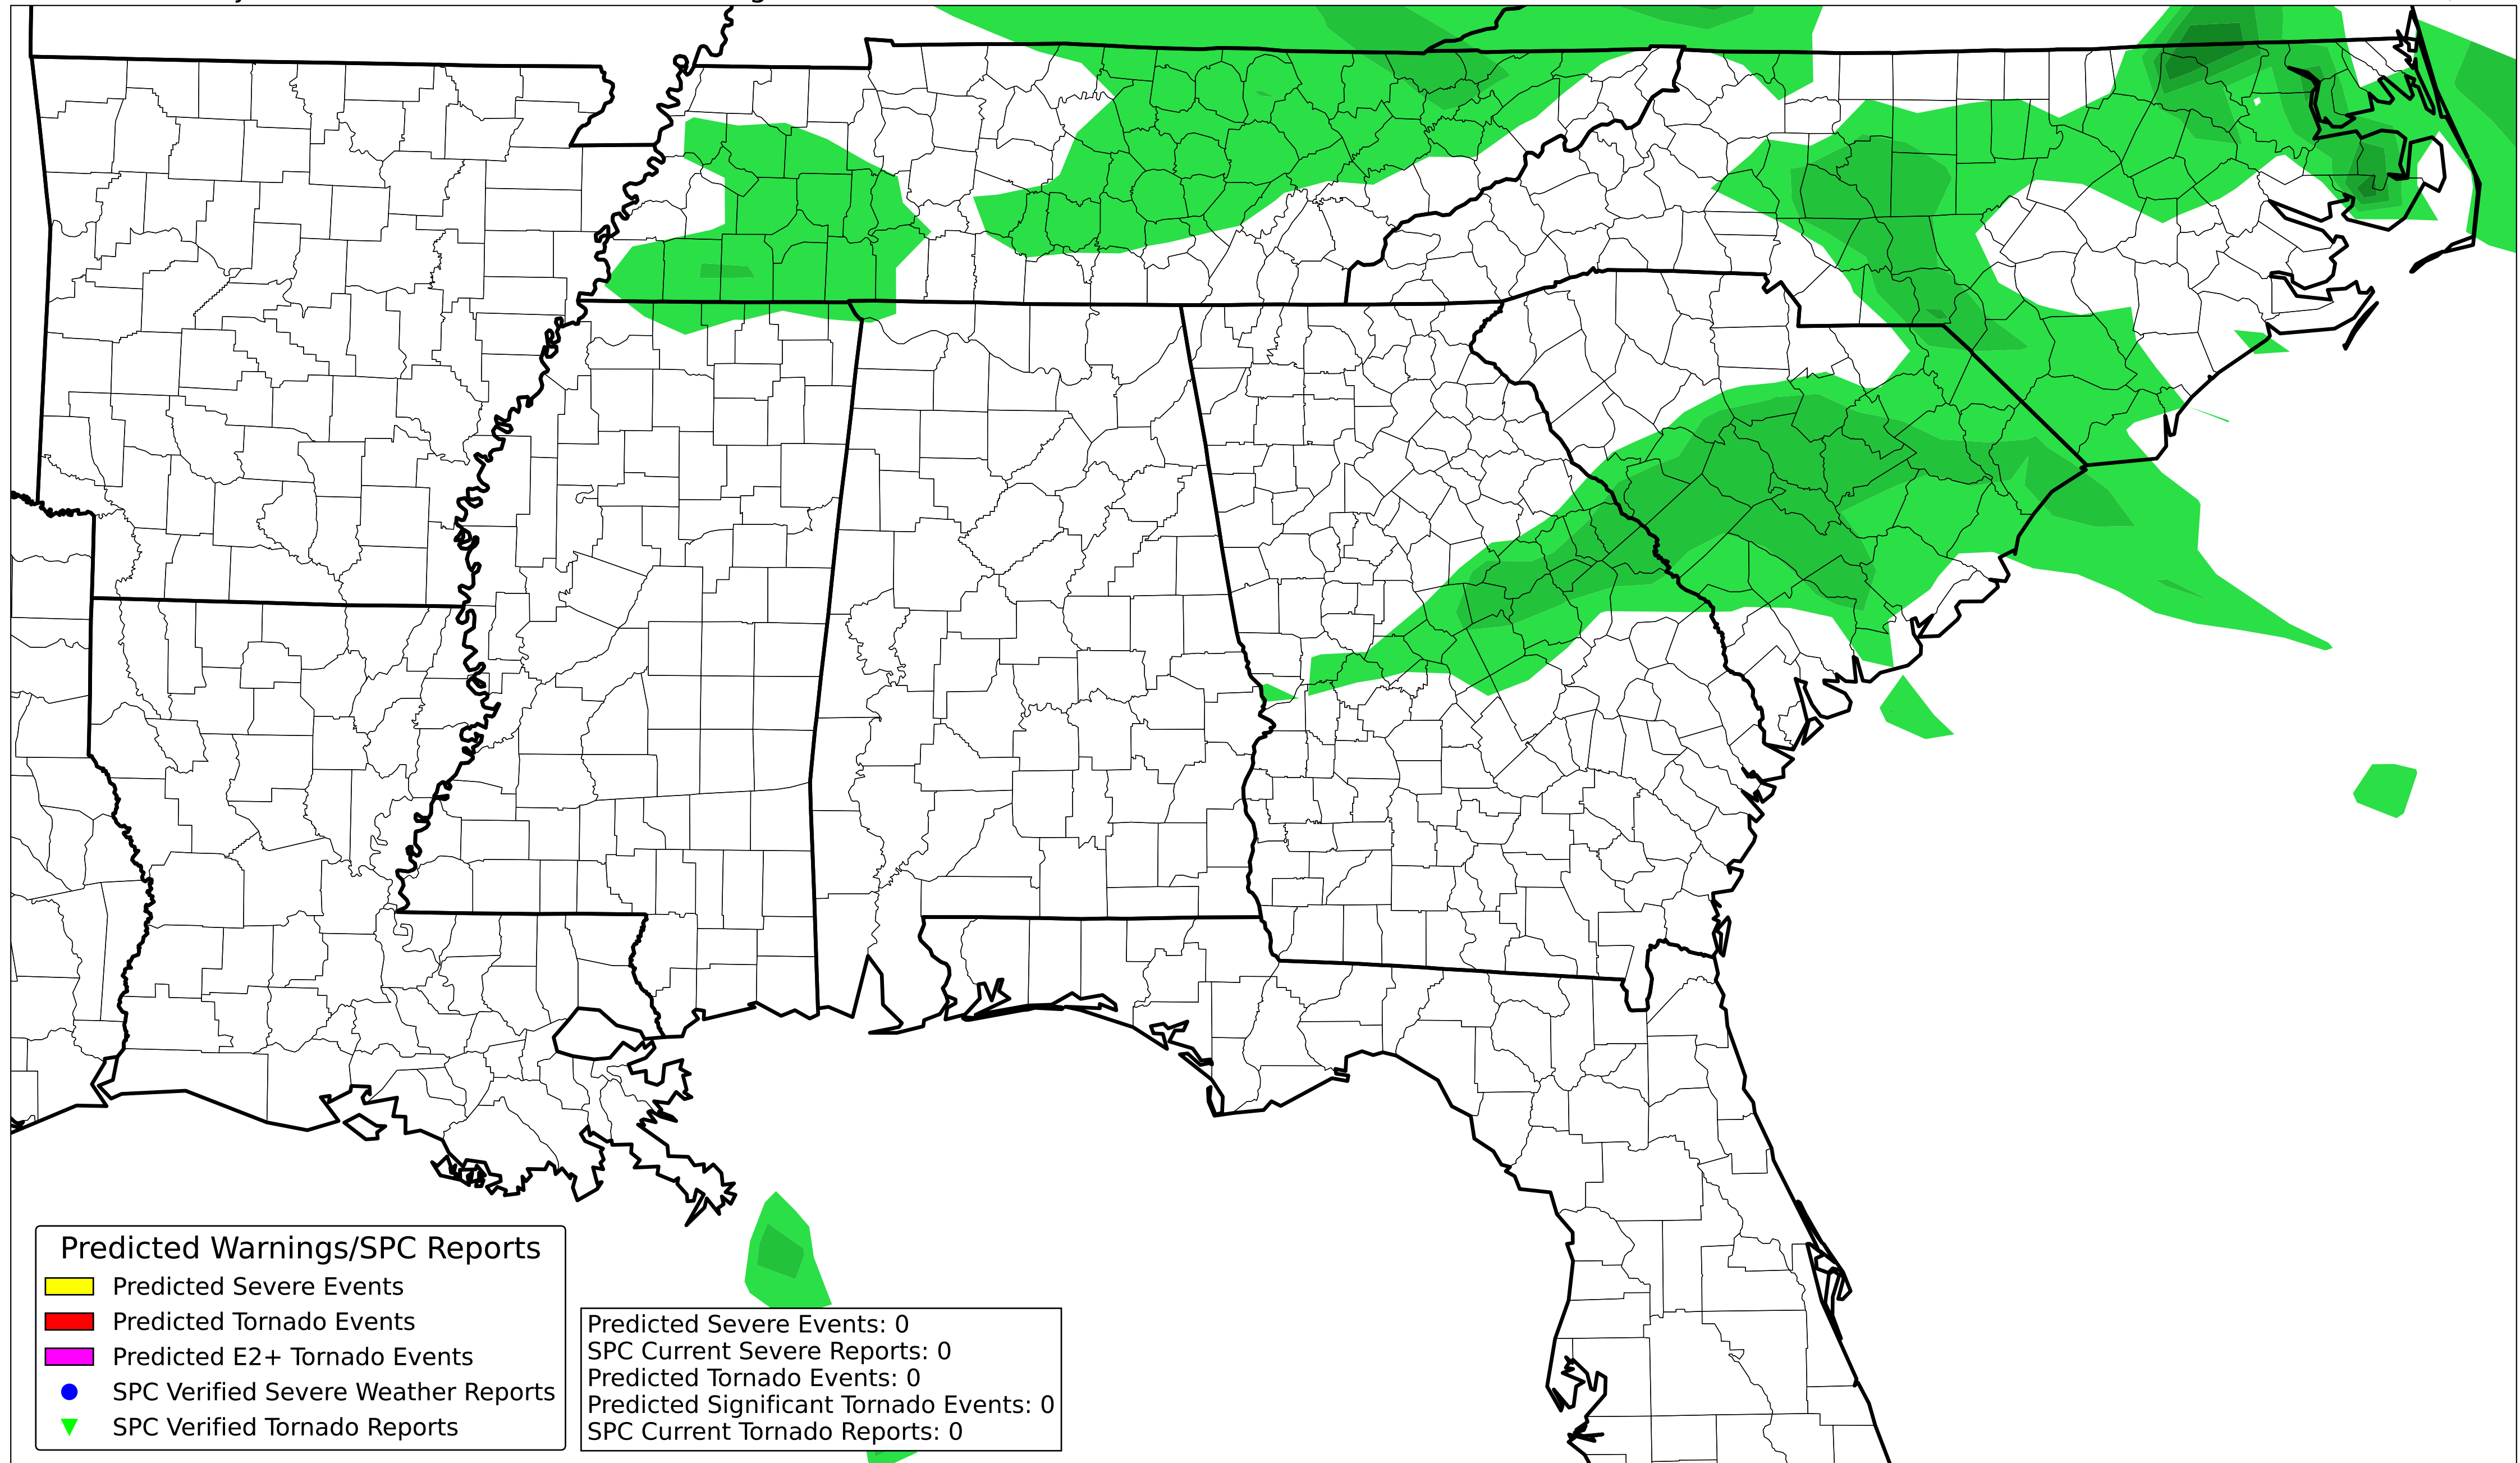 Predicted Warnings/SPC Reports
Predicted Severe Events
Predicted Tornado Events
Predicted E2+ Tornado Events
SPC Verified Severe Weather Reports
SPC Verified Tornado Reports
Predicted Severe Events: 0
SPC Current Severe Reports: 0
Predicted Tornado Events: 0
Predicted Significant Tornado Events: 0
SPC Current Tornado Reports: 0